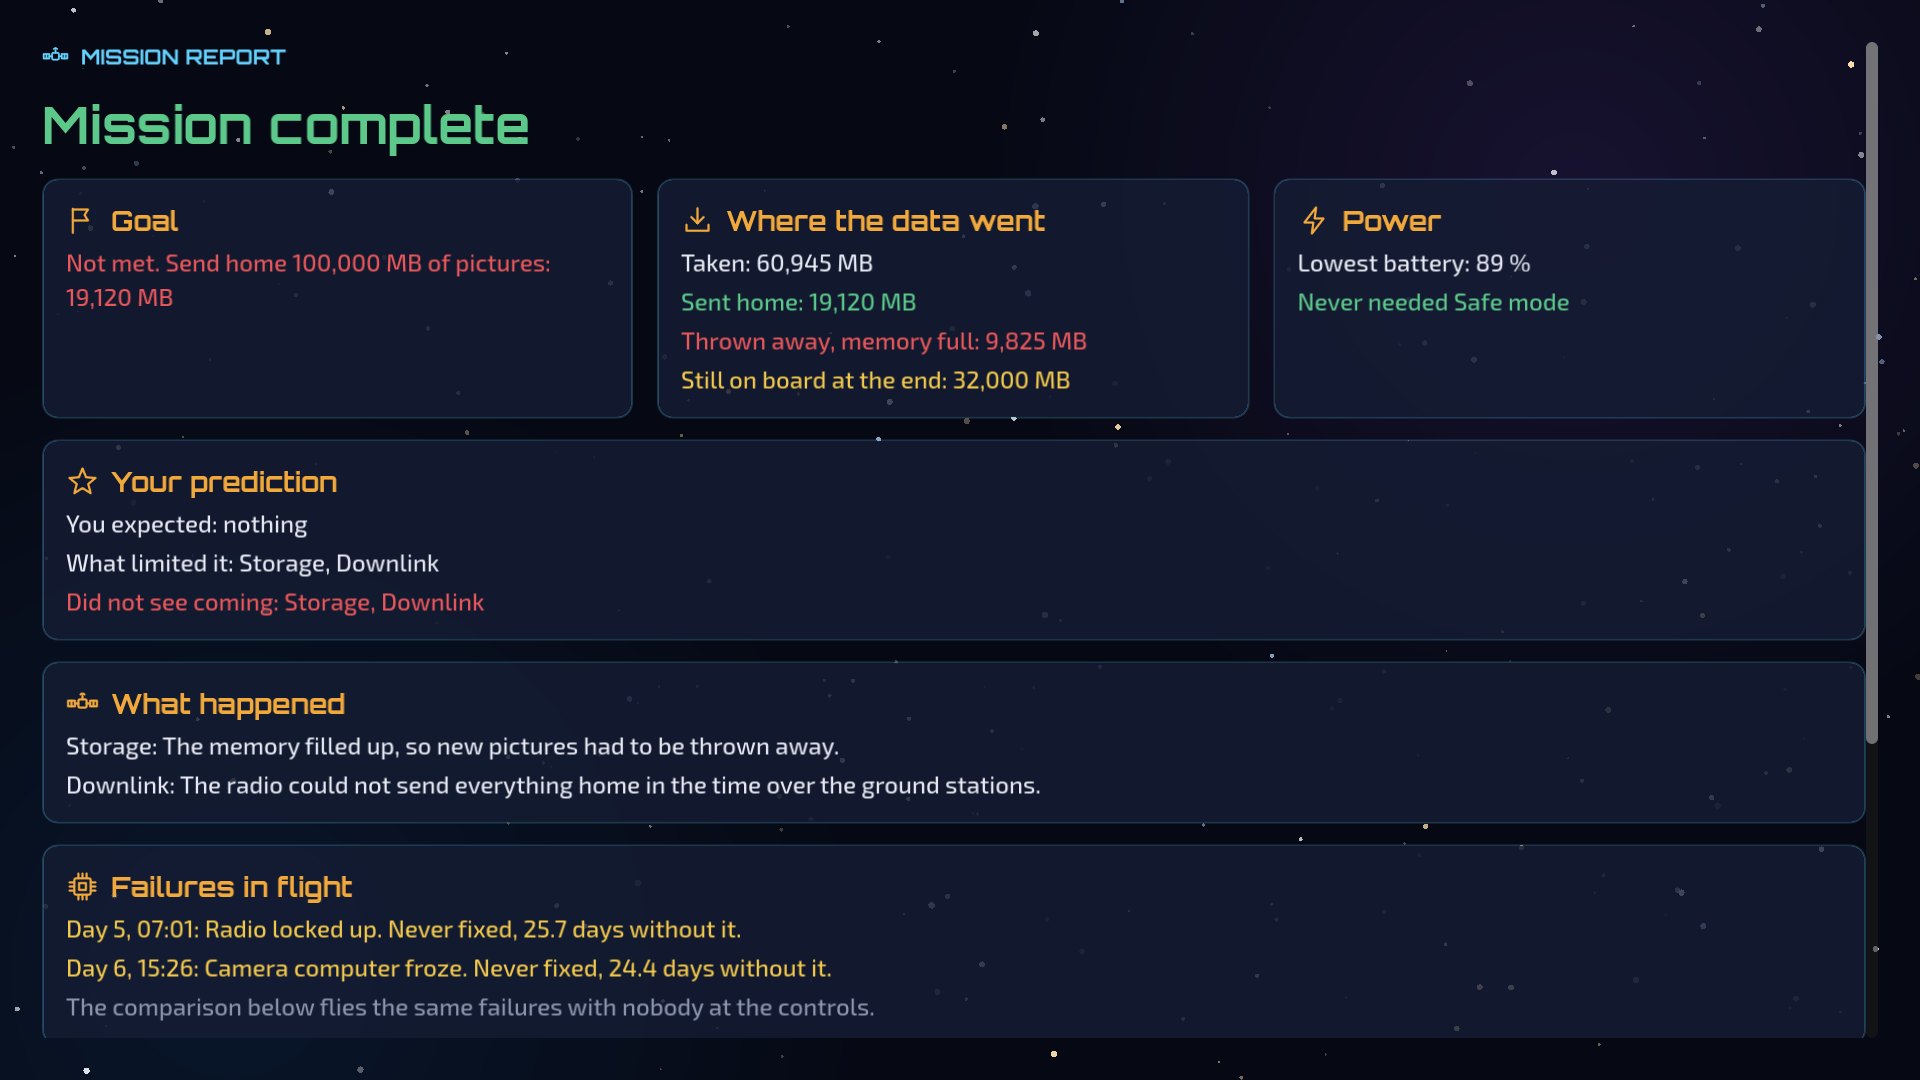 MISSION REPORT
Mission complete
Goal
Not met. Send home 100,000 MB of pictures:
19,120 MB
Where the data went
Taken: 60,945 MB
Sent home: 19,120 MB
Thrown away, memory full: 9,825 MB
Still on board at the end: 32,000 MB
Power
Lowest battery: 89 %
Never needed Safe mode
Your prediction
You expected: nothing
What limited it: Storage, Downlink
Did not see coming: Storage, Downlink
What happened
Storage: The memory filled up, so new pictures had to be thrown away.
Downlink: The radio could not send everything home in the time over the ground stations.
Failures in flight
Day 5, 07:01: Radio locked up. Never fixed, 25.7 days without it.
Day 6, 15:26: Camera computer froze. Never fixed, 24.4 days without it.
The comparison below flies the same failures with nobody at the controls.